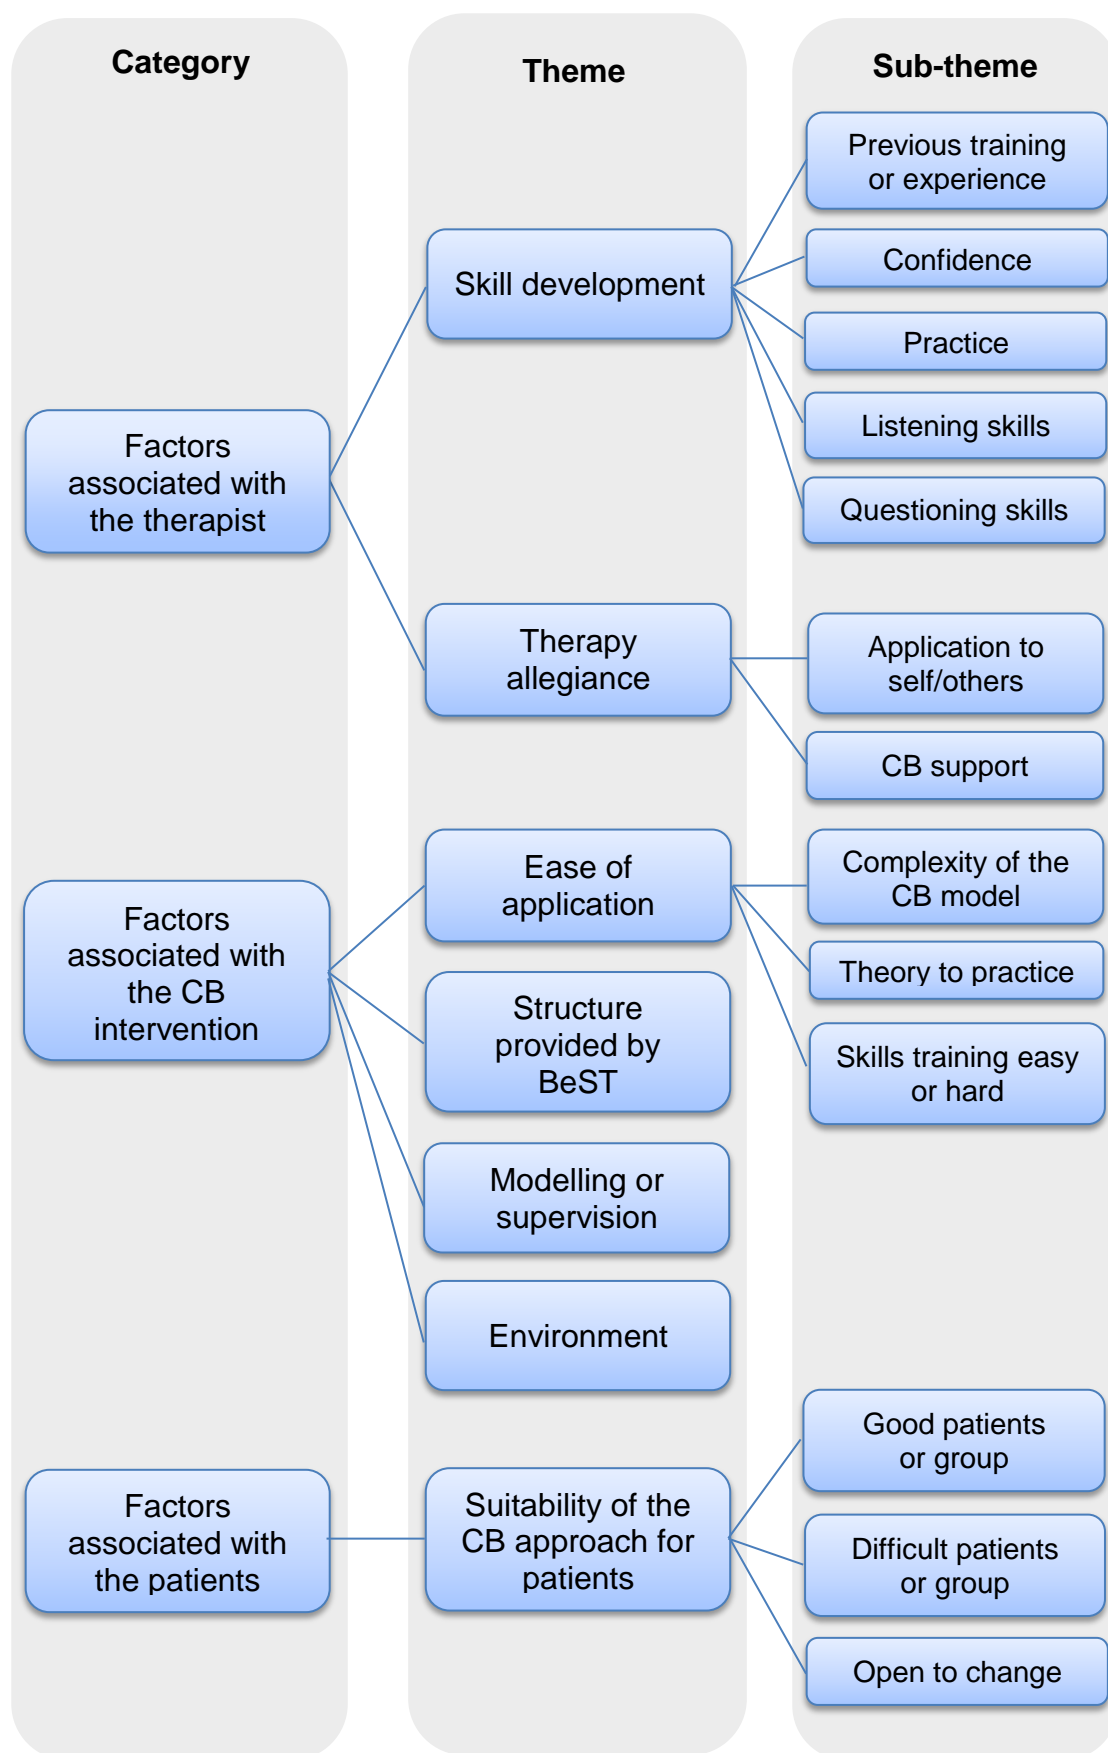 Category
Theme
Sub-theme
Factors
associated with
the therapist
Skill development
Previous training
or experience
Confidence
Practice
Listening skills
Questioning skills
Therapy
allegiance
Application to
self/others
CB support
Factors
associated with
the CB
intervention
Ease of
application
Complexity of the
CB model
Theory to practice
Skills training easy
or hard
Structure
provided by
BeST
Modelling or
supervision
Environment
Factors
associated with
the patients
Suitability of the
CB approach for
patients
Good patients
or group
Difficult patients
or group
Open to change